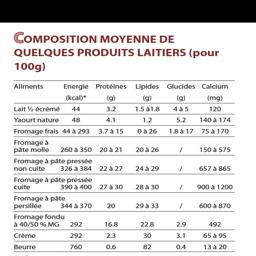 COMPOSITION MOYENNE DE
QUELQUES PRODUITS LAITIERS (pour
100g)
Aliments Energie Protéines Lipides Glucides Calcium
(kcal)* (g) (g) (g) (mg)
Lait ½ écrémé 44 3.2 1.5 à1.8 4 à 5 120
Yaourt nature 48 4.1 1.2 5.2 140 à 174
Fromage frais 44 à 293 3.7 à 15 0 à 26 1.8 à 17 75 à 170
Fromage à
pâte molle 260 à 350 20 à 21 20 à 26 / 150 à 575
Fromage à pâte pressée
non cuite 326 à 384 22 à 27 24 à 29 / 657 à 865
Fromage à pâte pressée
cuite 390 à 400 27 à 30 28 à 30 / 900 à 1200
Fromage à pâte
persillée 344 à 370 20 29 à 33 / 600 à 870
Fromage fondu
à 40/50 % MG 292 16.8 22.8 2.9 492
Crème 292 2.3 30 3.1 65 à 95
Beurre 760 0.6 82 0.4 13 à 20